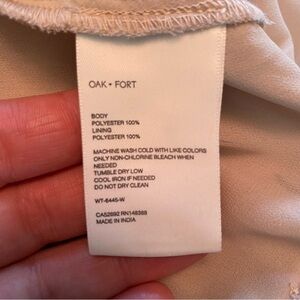 OAK + FORT
BODY
POLYESTER 100%
LINING
POLYESTER 100%
MACHINE WASH COLD WITH LIKE COLORS
ONLY NON-CHLORINE BLEACH WHEN
NEEDED
TUMBLE DRY LOW
COOL IRON IF NEEDED
DO NOT DRY CLEAN
WT-6445-W
CA52692 RN148388
MADE IN INDIA